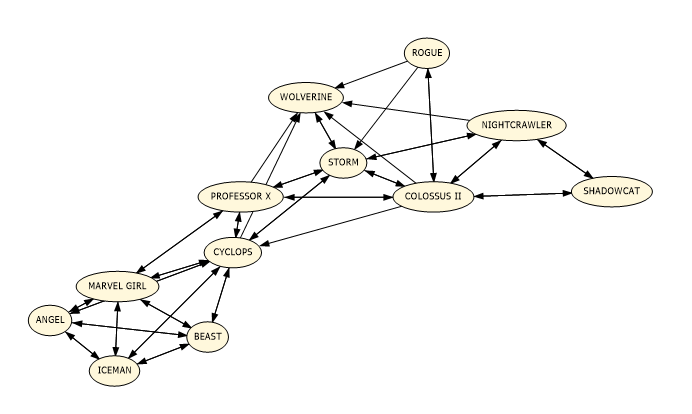 ROGUE
WOLVERINE
NIGHTCRAWLER
STORM
SHADOWCAT
PROFESSOR X
COLOSSUS II
CYCLOPS
MARVEL GIRL
ANGEL
BEAST
ICEMAN